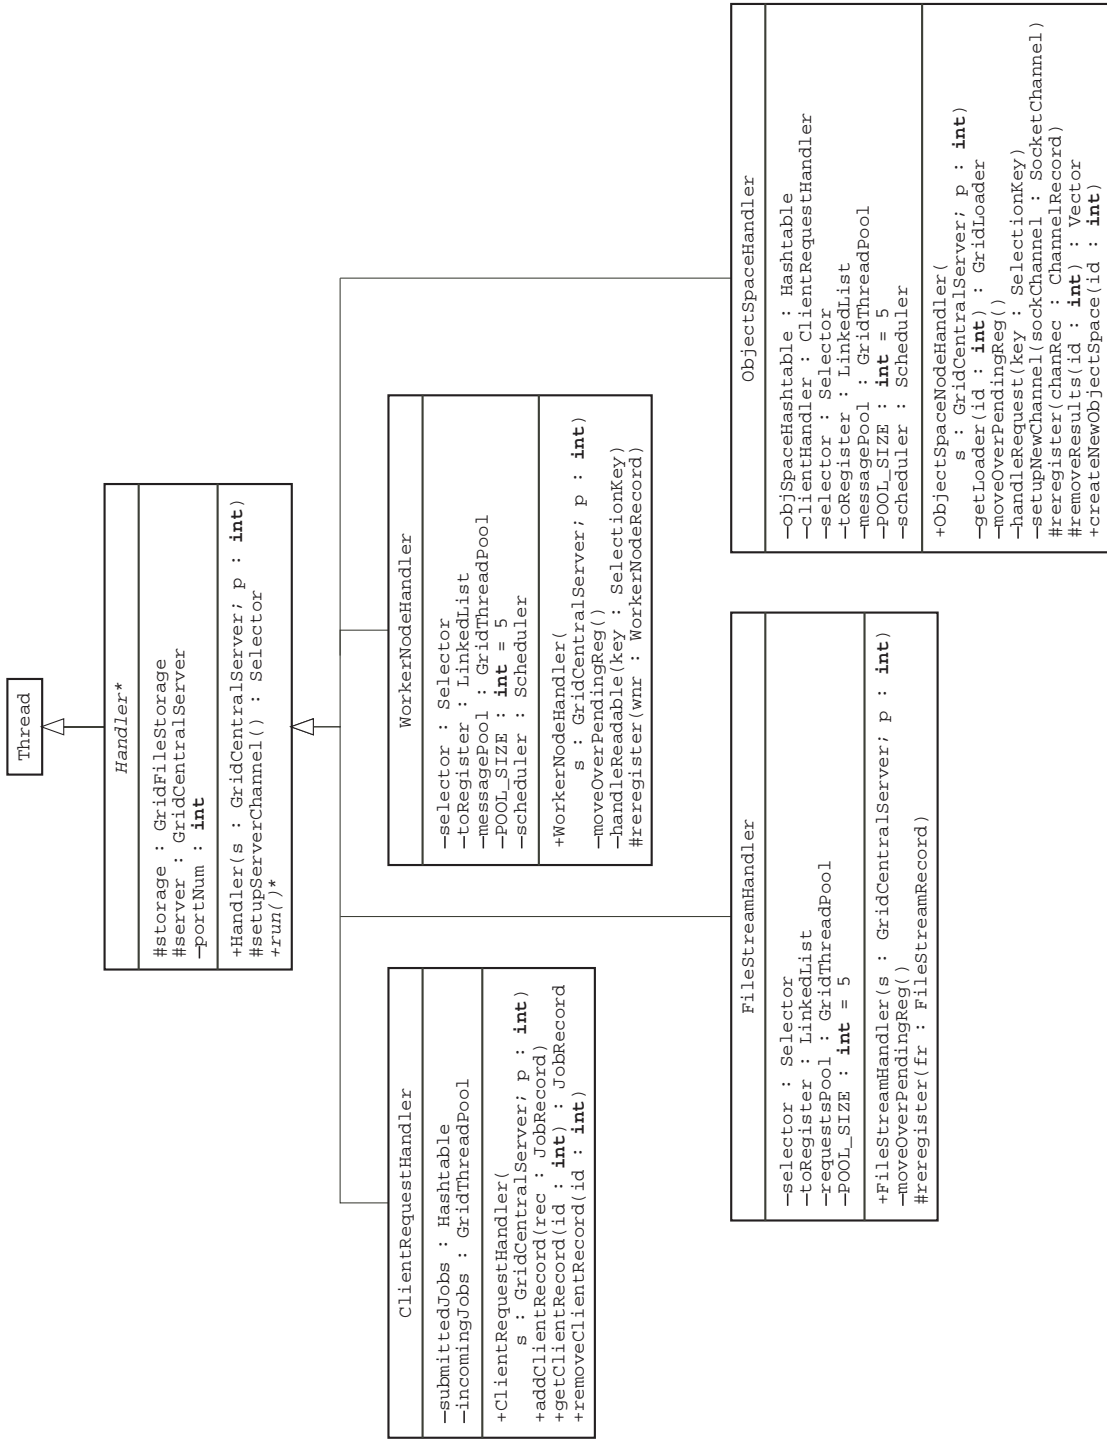 Thread
Handler*
#storage : GridFileStorage
#server : GridCentralServer
−portNum : int
+Handler(s : GridCentralServer; p : int)
#setupServerChannel() : Selector
+run()*
ClientRequestHandler
−submittedJobs : Hashtable
−incomingJobs : GridThreadPool
+ClientRequestHandler(
s : GridCentralServer; p : int)
+addClientRecord(rec : JobRecord)
+getClientRecord(id : int) : JobRecord
+removeClientRecord(id : int)
WorkerNodeHandler
−selector : Selector
−toRegister : LinkedList
−messagePool : GridThreadPool
−POOL_SIZE : int = 5
−scheduler : Scheduler
+WorkerNodeHandler(
s : GridCentralServer; p : int)
−moveOverPendingReg()
−handleReadable(key : SelectionKey)
#reregister(wnr : WorkerNodeRecord)
FileStreamHandler
−selector : Selector
−toRegister : LinkedList
−requestsPool : GridThreadPool
−POOL_SIZE : int = 5
+FileStreamHandler(s : GridCentralServer; p : int)
−moveOverPendingReg()
#reregister(fr : FileStreamRecord)
ObjectSpaceHandler
−objSpaceHashtable : Hashtable
−clientHandler : ClientRequestHandler
−selector : Selector
−toRegister : LinkedList
−messagePool : GridThreadPool
−POOL_SIZE : int = 5
−scheduler : Scheduler
+ObjectSpaceNodeHandler(
s : GridCentralServer; p : int)
−getLoader(id : int) : GridLoader
−moveOverPendingReg()
−handleRequest(key : SelectionKey)
−setupNewChannel(sockChannel : SocketChannel)
#reregister(chanRec : ChannelRecord)
#removeResults(id : int) : Vector
+createNewObjectSpace(id : int)